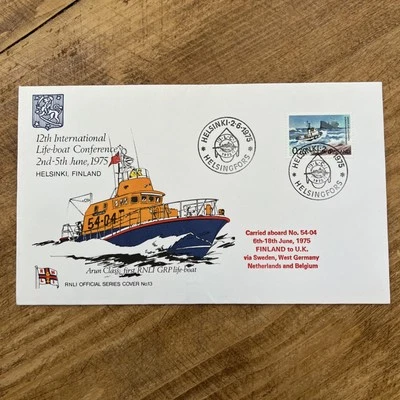 12th International
Life-boat Conference
2nd-5th June, 1975
HELSINKI, FINLAND
HELSINKI-2-6-1975
HELSINGFORS
HELSINKI-2-6-1975
HELSINGFORS
54-04
Carried aboard No. 54-04
6th-18th June, 1975
FINLAND to U.K.
via Sweden, West Germany
Netherlands and Belgium
Arun Class, first RNLI GRP life-boat
RNLI OFFICIAL SERIES COVER No13